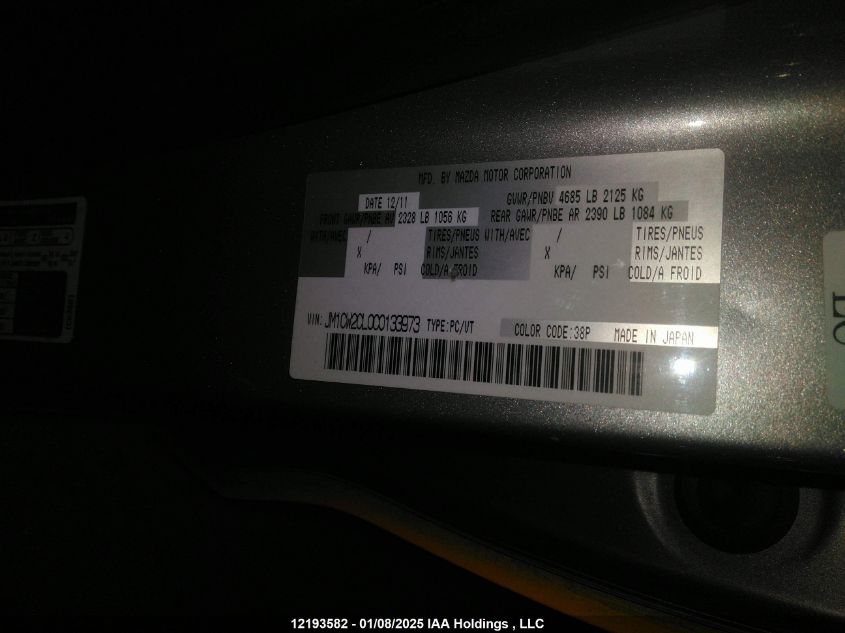 MFD. BY MAZDA MOTOR CORPORATION
DATE 12/11 GVWR/PNBV 4685 LB 2125 KG
FRONT GAWR/PNBE AV 2328 LB 1056 KG REAR GAWR/PNBE AR 2390 LB 1084 KG
WITH/AVEC / TIRES/PNEUS WITH/AVEC / TIRES/PNEUS
X RIMS/JANTES X RIMS/JANTES
KPA/ PSI COLD/A FROID KPA/ PSI COLD/A FROID
VIN: JM1CW2CL0C0133973 TYPE:PC/VT COLOR CODE:38P MADE IN JAPAN
12193582 - 01/08/2025 IAA Holdings , LLC